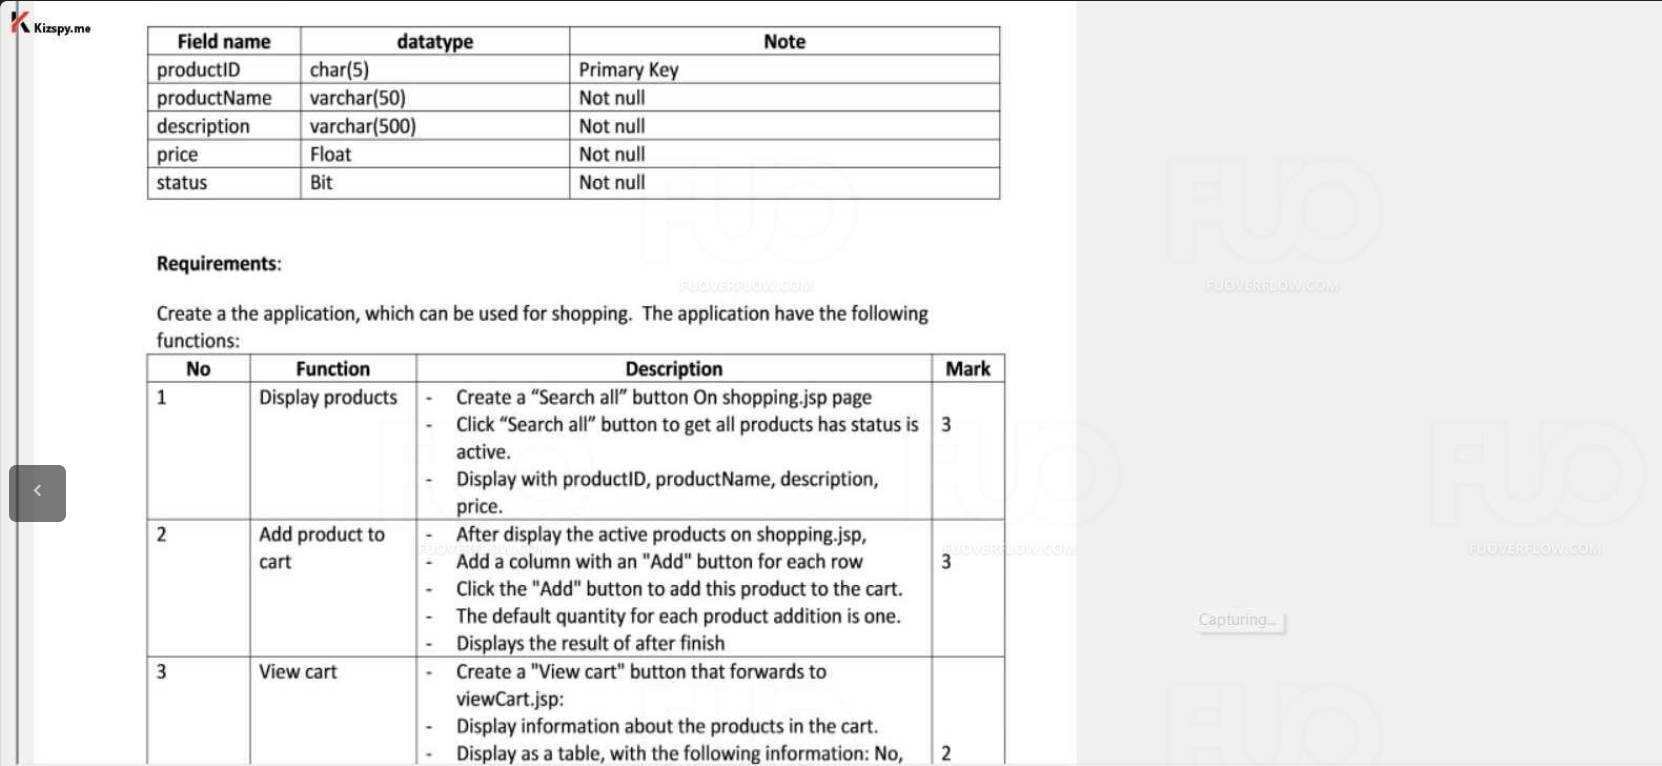 Kizspy.me
Field name datatype Note
productID char(5) Primary Key
productName varchar(50) Not null
description varchar(500) Not null
price Float Not null
status Bit Not null
FUO
FUO
Requirements:
FUOVERFLOW.COM
FUOVERFLOW.COM
Create a the application, which can be used for shopping. The application have the following
functions:
No Function Description Mark
1 Display products - Create a “Search all” button On shopping.jsp page
- Click “Search all” button to get all products has status is 3
active.
- Display with productID, productName, description,
price.
FUO
FUO
FUO
2 Add product to - After display the active products on shopping.jsp,
cart - Add a column with an "Add" button for each row 3
FUOVERFLOW.COM
FUOVERFLOW.COM
FUOVERFLOW.COM
- Click the "Add" button to add this product to the cart.
- The default quantity for each product addition is one.
- Displays the result of after finish
Capturing...
3 View cart - Create a "View cart" button that forwards to
viewCart.jsp:
- Display information about the products in the cart.
- Display as a table, with the following information: No, 2
FUO
FUO